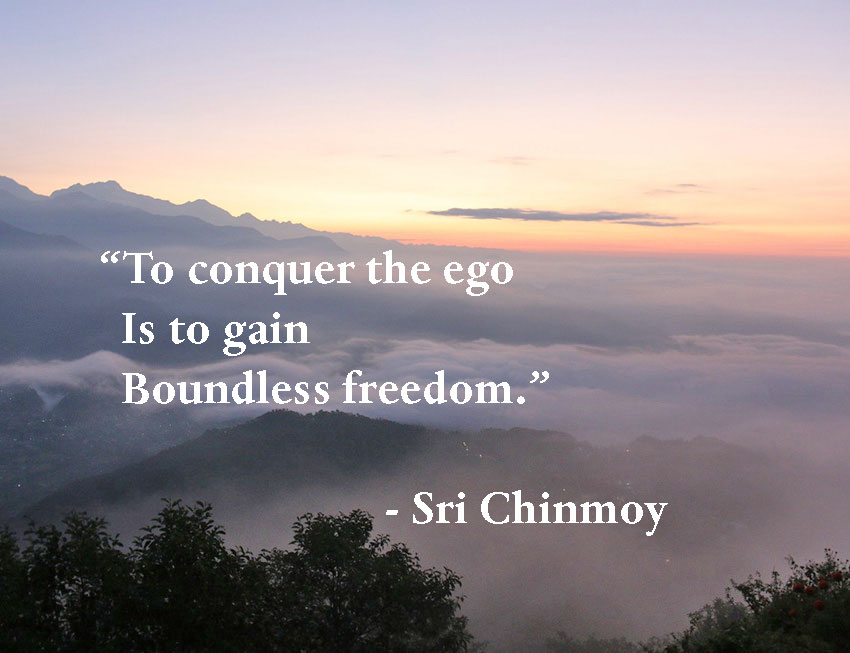 “To conquer the ego
Is to gain
Boundless freedom.”
- Sri Chinmoy